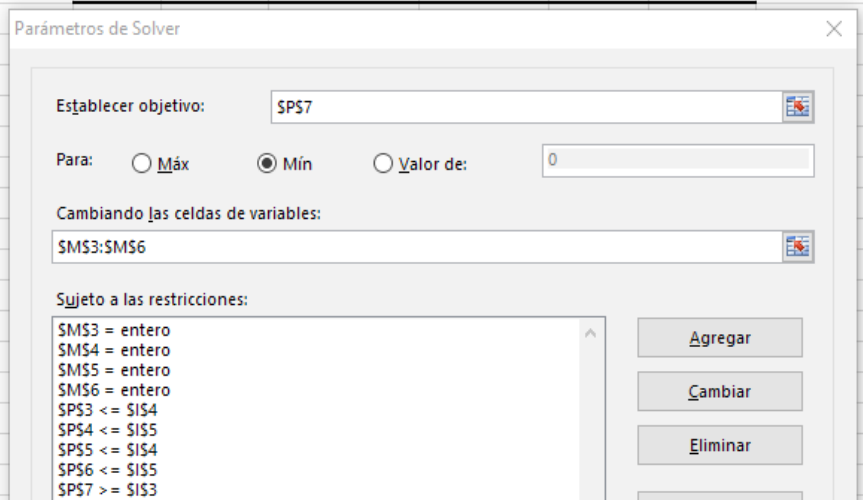 Parámetros de Solver
Establecer objetivo:
$P$7
Para:
Máx
Mín
Valor de:
0
Cambiando las celdas de variables:
$M$3:$M$6
Sujeto a las restricciones:
$M$3 = entero
$M$4 = entero
$M$5 = entero
$M$6 = entero
$P$3 <= $I$4
$P$4 <= $I$5
$P$5 <= $I$4
$P$6 <= $I$5
$P$7 >= $I$3
Agregar
Cambiar
Eliminar